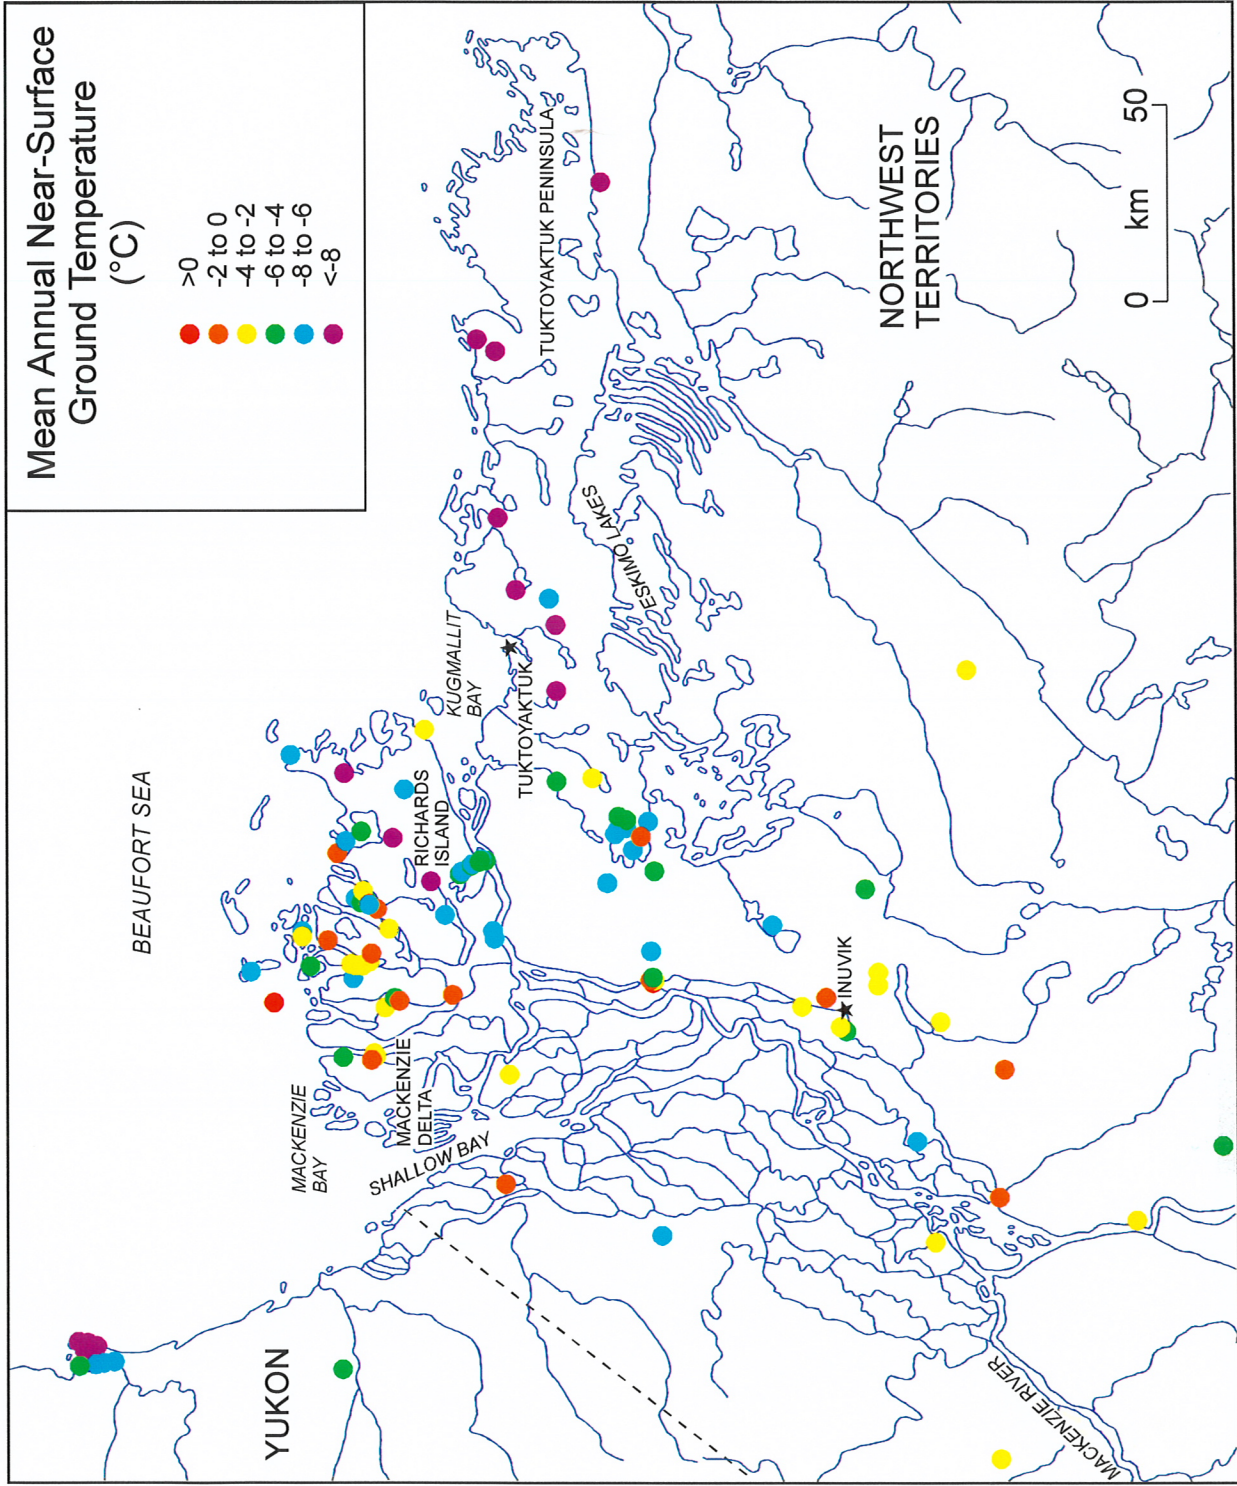 Mean Annual Near-Surface
Ground Temperature
(°C)
>0
-2 to 0
-4 to -2
-6 to -4
-8 to -6
<-8
BEAUFORT SEA
MACKENZIE
BAY
SHALLOW BAY
MACKENZIE
DELTA
RICHARDS
ISLAND
KUGMALLIT
BAY
TUKTOYAKTUK
TUKTOYAKTUK PENINSULA
ESKIMO LAKES
INUVIK
YUKON
MACKENZIE RIVER
NORTHWEST
TERRITORIES
0 km 50